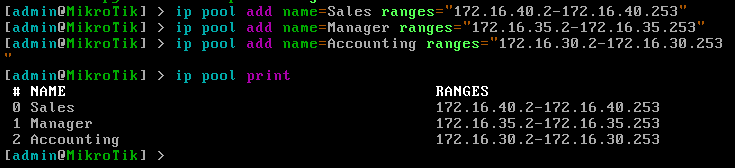 [admin@MikroTik] > ip pool add name=Sales ranges="172.16.40.2-172.16.40.253"
[admin@MikroTik] > ip pool add name=Manager ranges="172.16.35.2-172.16.35.253"
[admin@MikroTik] > ip pool add name=Accounting ranges="172.16.30.2-172.16.30.253
"
[admin@MikroTik] > ip pool print
# NAME RANGES
0 Sales 172.16.40.2-172.16.40.253
1 Manager 172.16.35.2-172.16.35.253
2 Accounting 172.16.30.2-172.16.30.253
[admin@MikroTik] >